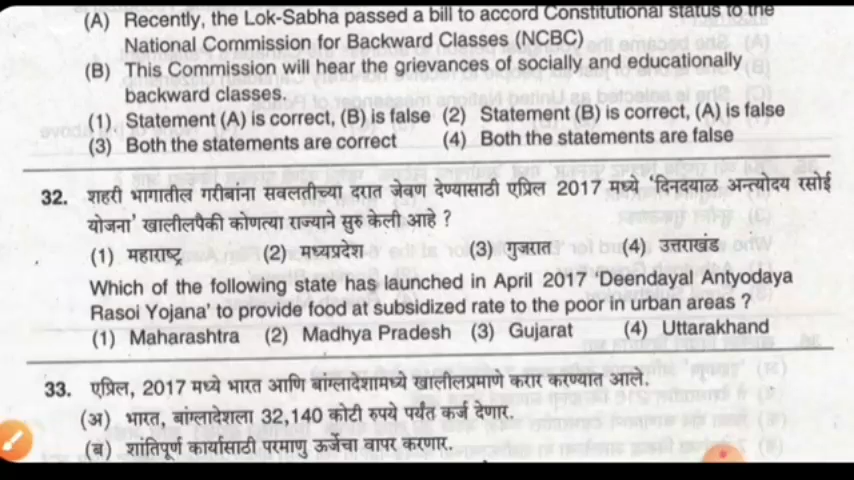 (A) Recently, the Lok-Sabha passed a bill to accord Constitutional status to the
National Commission for Backward Classes (NCBC)
(B) This Commission will hear the grievances of socially and educationally
backward classes.
(1) Statement (A) is correct, (B) is false (2) Statement (B) is correct, (A) is false
(3) Both the statements are correct (4) Both the statements are false
32. शहरी भागातील गरीबांना सवलतीच्या दरात जेवण देण्यासाठी एप्रिल 2017 मध्ये 'दिनदयाळ अन्त्योदय रसोई
योजना' खालीलपैकी कोणत्या राज्याने सुरु केली आहे ?
(1) महाराष्ट्र (2) मध्यप्रदेश (3) गुजरात (4) उत्तराखंड
Which of the following state has launched in April 2017 'Deendayal Antyodaya
Rasoi Yojana' to provide food at subsidized rate to the poor in urban areas ?
(1) Maharashtra (2) Madhya Pradesh (3) Gujarat (4) Uttarakhand
33. एप्रिल, 2017 मध्ये भारत आणि बांग्लादेशामध्ये खालीलप्रमाणे करार करण्यात आले.
(अ) भारत, बांग्लादेशला 32,140 कोटी रुपये पर्यंत कर्ज देणार.
(ब) शांतिपूर्ण कार्यासाठी परमाणु ऊर्जेचा वापर करणार.